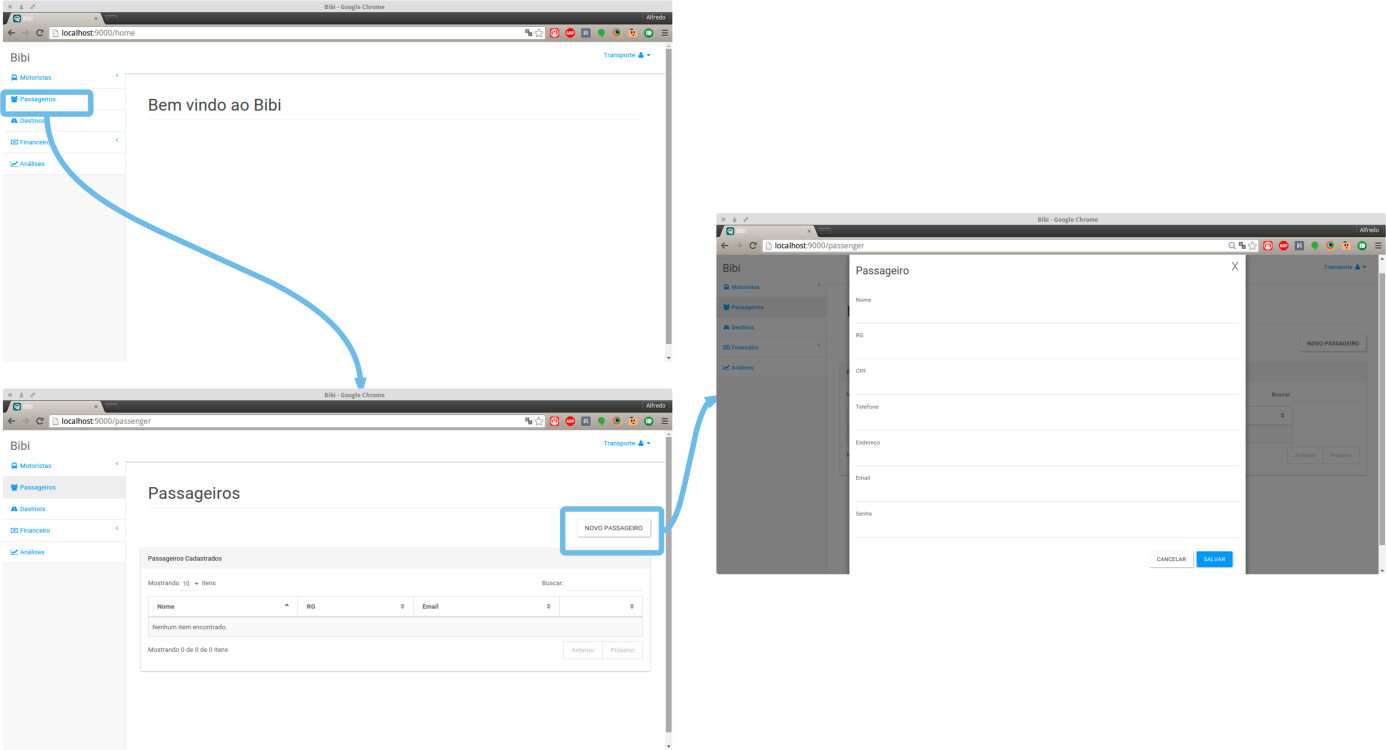 Bibi - Google Chrome
Bibi
Alfredo
localhost:9000/home
Bibi
Transporte
Motoristas
Passageiros
Bem vindo ao Bibi
Destinos
Financeiro
Análises
Bibi - Google Chrome
Bibi
Alfredo
localhost:9000/passenger
Bibi
Transporte
Motoristas
Passageiros
Passageiros
Destinos
NOVO PASSAGEIRO
Financeiro
Análises
Passageiros Cadastrados
Mostrando 10 itens
Buscar:
Nome RG Email
Nenhum item encontrado.
Mostrando 0 de 0 de 0 itens
Anterior Próximo
Bibi - Google Chrome
Bibi
Alfredo
localhost:9000/passenger
Bibi
Passageiro
X
Transporte
Motoristas
Nome
Passageiros
Destinos
RG
NOVO PASSAGEIRO
Financeiro
Análises
CPF
Buscar:
Telefone
Endereço
Anterior Próximo
Email
Senha
CANCELAR SALVAR